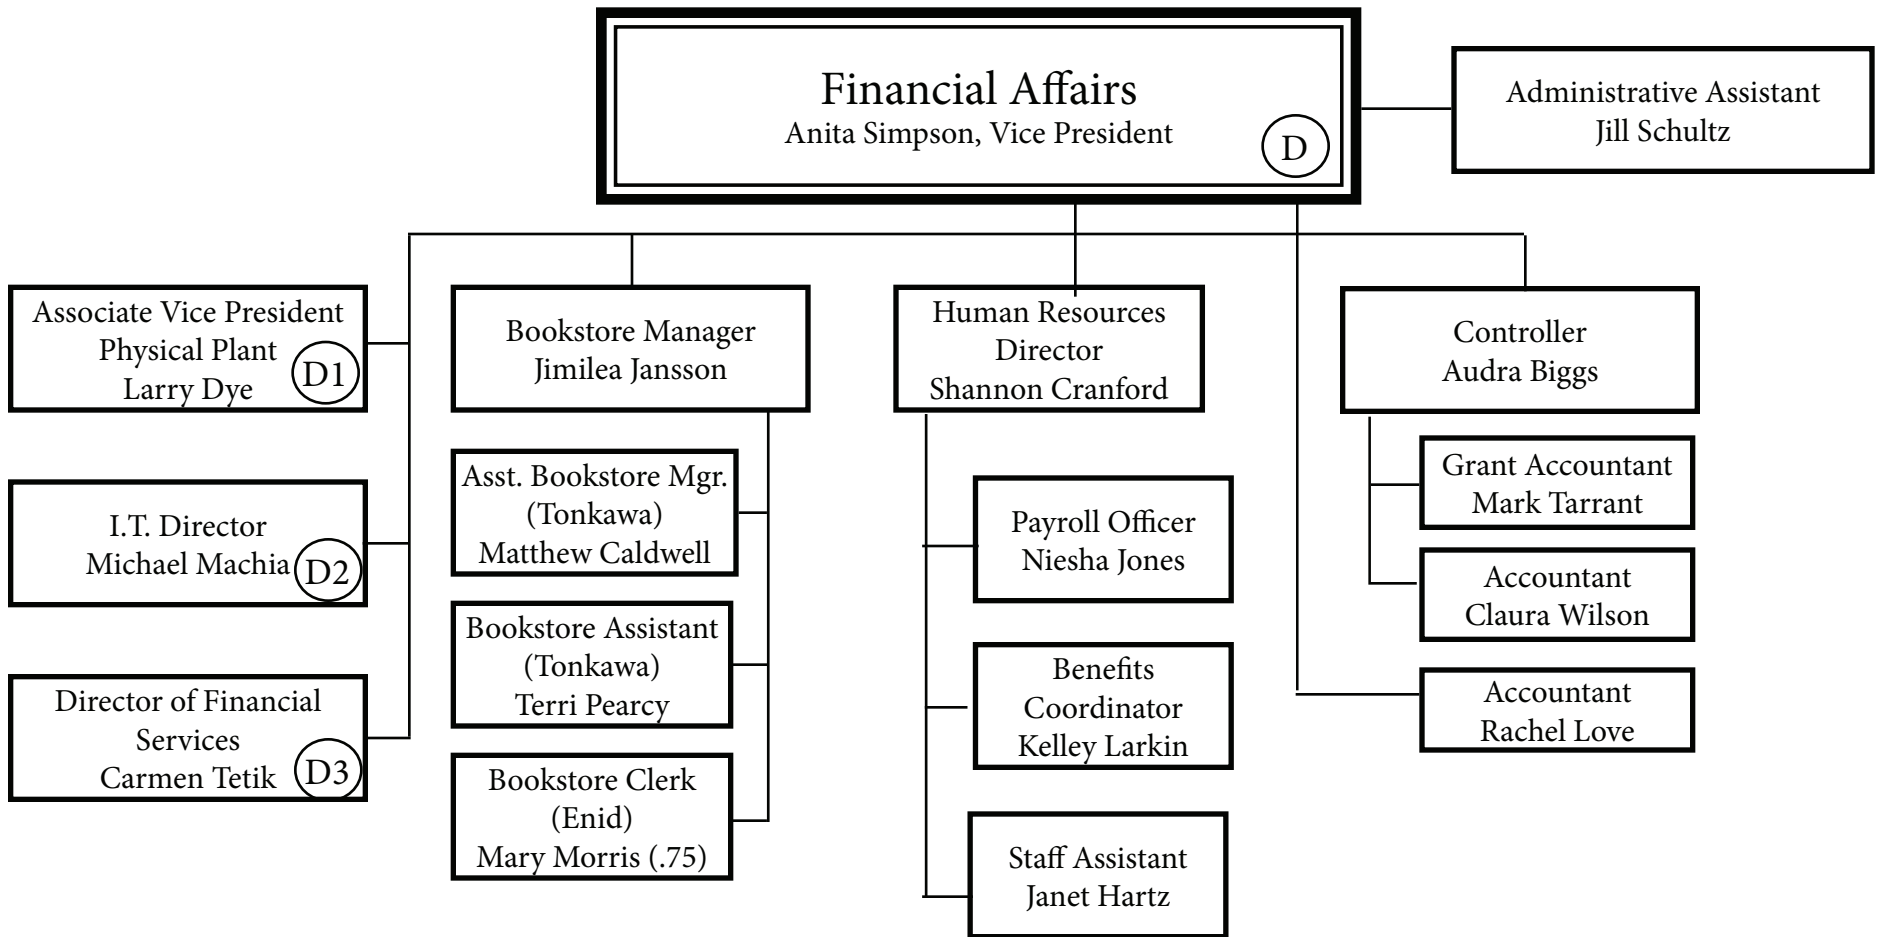 Financial Affairs
Anita Simpson, Vice President
D
Administrative Assistant
Jill Schultz
Associate Vice President
Physical Plant
Larry Dye
D1
I.T. Director
Michael Machia
D2
Director of Financial
Services
Carmen Tetik
D3
Bookstore Manager
Jimilea Jansson
Asst. Bookstore Mgr.
(Tonkawa)
Matthew Caldwell
Bookstore Assistant
(Tonkawa)
Terri Pearcy
Bookstore Clerk
(Enid)
Mary Morris (.75)
Human Resources
Director
Shannon Cranford
Payroll Officer
Niesha Jones
Benefits
Coordinator
Kelley Larkin
Staff Assistant
Janet Hartz
Controller
Audra Biggs
Grant Accountant
Mark Tarrant
Accountant
Claura Wilson
Accountant
Rachel Love